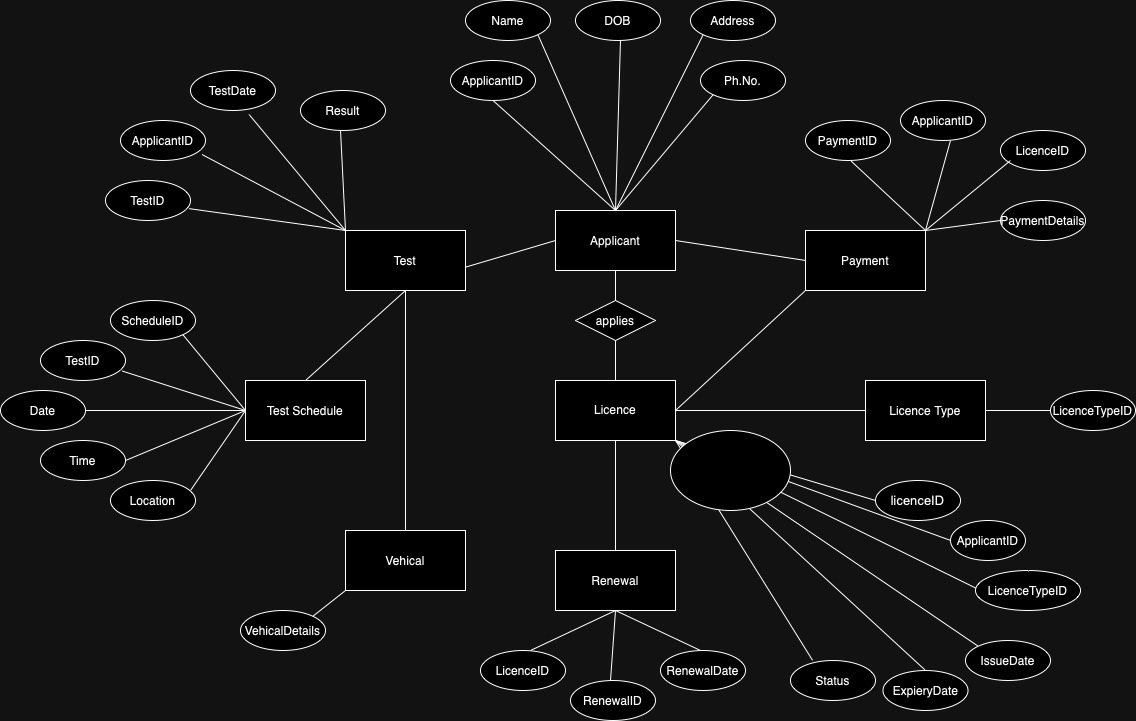 Name
DOB
Address
ApplicantID
Ph.No.
TestDate
Result
ApplicantID
TestID
PaymentID
ApplicantID
LicenceID
PaymentDetails
Test
Applicant
Payment
applies
ScheduleID
TestID
Date
Time
Location
Test Schedule
Licence
Licence Type
LicenceTypeID
licenceID
ApplicantID
LicenceTypeID
IssueDate
ExpieryDate
Status
Vehical
VehicalDetails
Renewal
LicenceID
RenewalID
RenewalDate